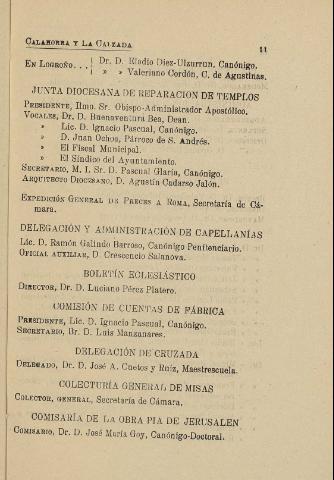 CALAHORRA Y LA CALZADA 11
EN LOGROÑO. . . { Dr. D. Eladio Díez-Ulzurrun, Canónigo.
» » Valeriano Cordón, C. de Agustinas.
JUNTA DIOCESANA DE REPARACION DE TEMPLOS
PRESIDENTE, Ilmo. Sr. Obispo-Administrador Apostólico.
VOCALES, Dr. D. Buenaventura Bea, Dean.
» Lic. D. Ignacio Pascual, Canónigo.
» D. Juan Ochoa, Párroco de S. Andrés.
» El Fiscal Municipal.
» El Síndico del Ayuntamiento.
SECRETARIO, M. I. Sr. D. Pascual Glaría, Canónigo.
ARQUITECTO DIOCESANO, D. Agustín Cadarso Jalón.
EXPEDICIÓN GENERAL DE PRECES A ROMA, Secretaría de Cá-
mara.
DELEGACIÓN Y ADMINISTRACIÓN DE CAPELLANÍAS
Lic. D. Ramón Galindo Barroso, Canónigo Penitenciario.
OFICIAL AUXILIAR, D. Crescencio Salanova.
BOLETÍN ECLESIÁSTICO
DIRECTOR, Dr. D. Luciano Pérez Platero.
COMISIÓN DE CUENTAS DE FÁBRICA
PRESIDENTE, Lic. D. Ignacio Pascual, Canónigo.
SECRETARIO, Br. D. Luis Manzanares.
DELEGACIÓN DE CRUZADA
DELEGADO, Dr. D. José A. Cuetos y Ruiz, Maestrescuela.
COLECTURÍA GENERAL DE MISAS
COLECTOR, GENERAL, Secretaría de Cámara.
COMISARÍA DE LA OBRA PIA DE JERUSALEN
COMISARIO, Dr. D. José María Goy, Canónigo-Doctoral.